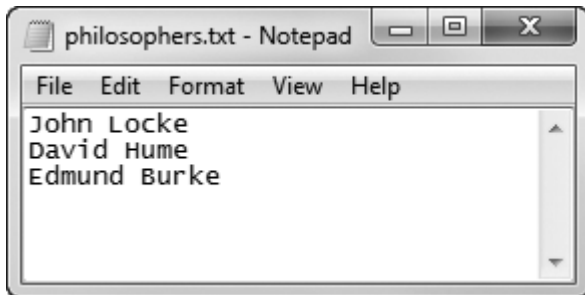 philosophers.txt - Notepad
File Edit Format View Help
John Locke
David Hume
Edmund Burke